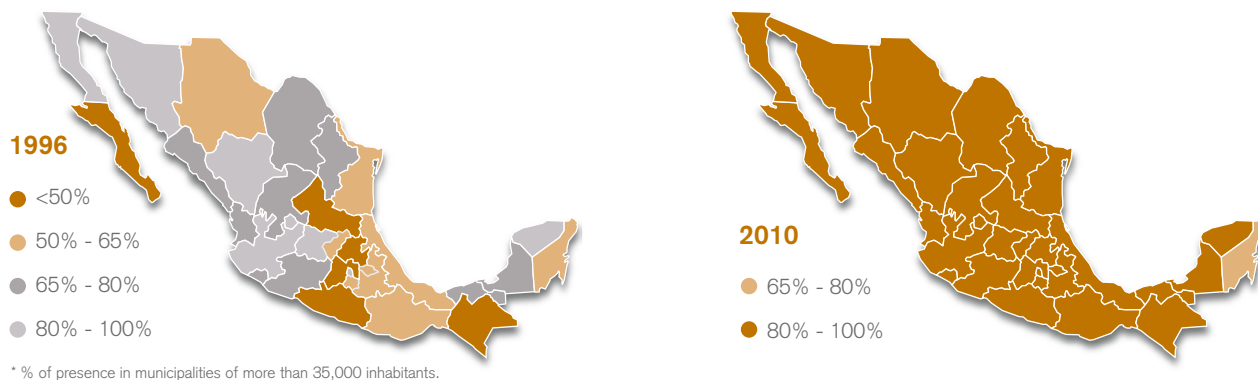 1996
<50%
50% - 65%
65% - 80%
80% - 100%
* % of presence in municipalities of more than 35,000 inhabitants.
2010
65% - 80%
80% - 100%